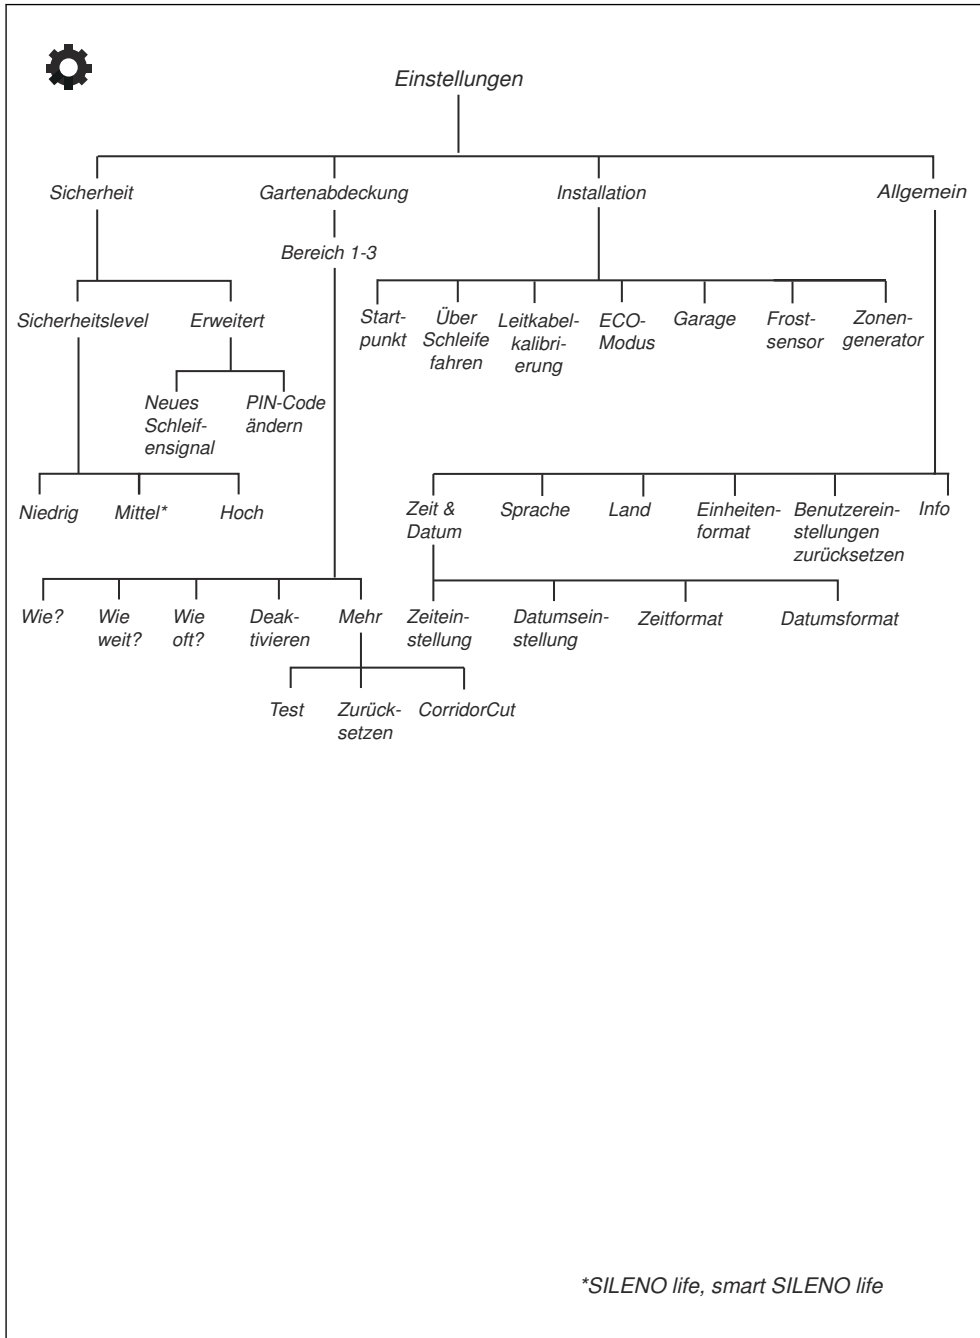 Einstellungen
Sicherheit
Gartenabdeckung
Installation
Allgemein
Bereich 1-3
Sicherheitslevel
Erweitert
Start-
punkt
Über
Schleife
fahren
Leitkabel-
kalibri-
erung
ECO-
Modus
Garage
Frost-
sensor
Zonen-
generator
Neues
Schleif-
ensignal
PIN-Code
ändern
Niedrig
Mittel*
Hoch
Zeit &
Datum
Sprache
Land
Einheiten-
format
Benutzerein-
stellungen
zurücksetzen
Info
Wie?
Wie
weit?
Wie
oft?
Deak-
tivieren
Mehr
Zeitein-
stellung
Datumsein-
stellung
Zeitformat
Datumsformat
Test
Zurück-
setzen
CorridorCut
*SILENO life, smart SILENO life